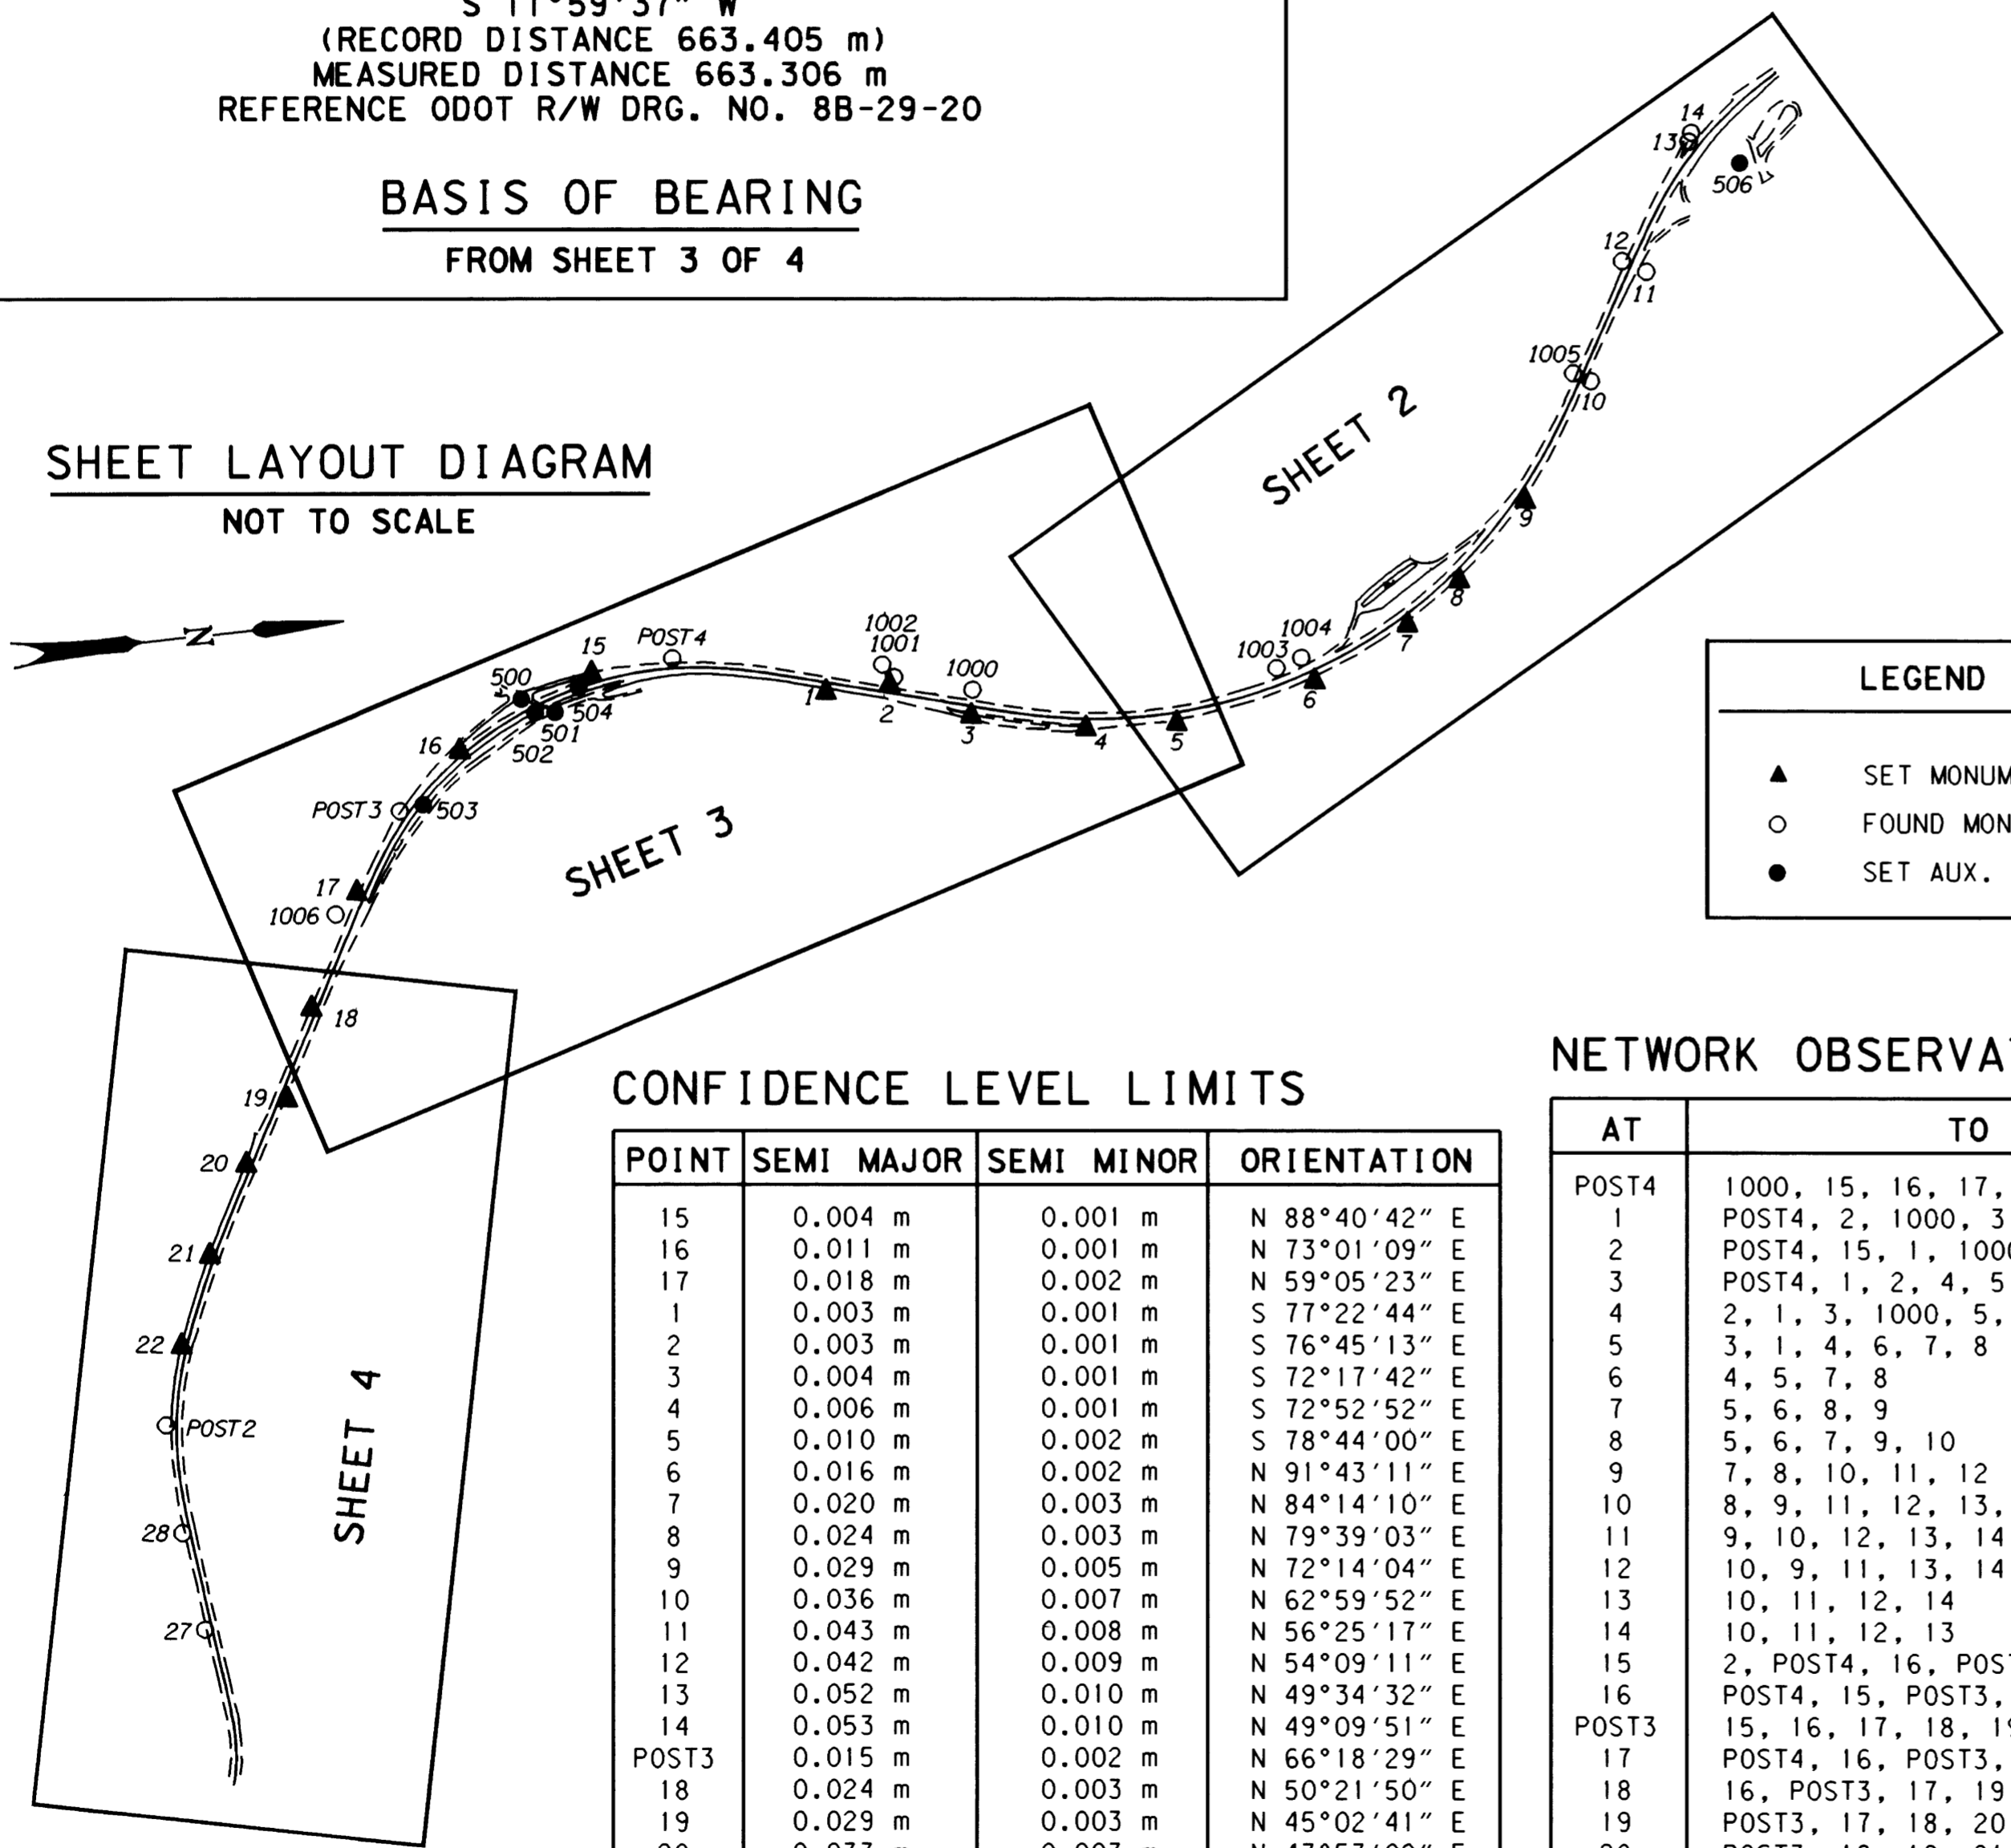 S 11°59'37" W
(RECORD DISTANCE 663.405 m)
MEASURED DISTANCE 663.306 m
REFERENCE ODOT R/W DRG. NO. 8B-29-20
BASIS OF BEARING
FROM SHEET 3 OF 4
SHEET LAYOUT DIAGRAM
NOT TO SCALE
N
SHEET 2
14
13
506
12
11
1005
10
9
8
7
1004
1003
6
5
4
3
1000
1002
1001
2
1
POST4
15
500
504
501
502
16
POST3
503
17
1006
SHEET 3
18
19
20
21
22
POST2
28
27
SHEET 4
LEGEND
SET MONUM
FOUND MON
SET AUX.
CONFIDENCE LEVEL LIMITS
POINT SEMI MAJOR SEMI MINOR ORIENTATION
15 0.004 m 0.001 m N 88°40'42" E
16 0.011 m 0.001 m N 73°01'09" E
17 0.018 m 0.002 m N 59°05'23" E
1 0.003 m 0.001 m S 77°22'44" E
2 0.003 m 0.001 m S 76°45'13" E
3 0.004 m 0.001 m S 72°17'42" E
4 0.006 m 0.001 m S 72°52'52" E
5 0.010 m 0.002 m S 78°44'00" E
6 0.016 m 0.002 m N 91°43'11" E
7 0.020 m 0.003 m N 84°14'10" E
8 0.024 m 0.003 m N 79°39'03" E
9 0.029 m 0.005 m N 72°14'04" E
10 0.036 m 0.007 m N 62°59'52" E
11 0.043 m 0.008 m N 56°25'17" E
12 0.042 m 0.009 m N 54°09'11" E
13 0.052 m 0.010 m N 49°34'32" E
14 0.053 m 0.010 m N 49°09'51" E
POST3 0.015 m 0.002 m N 66°18'29" E
18 0.024 m 0.003 m N 50°21'50" E
19 0.029 m 0.003 m N 45°02'41" E
NETWORK OBSERVA
AT TO
POST4 1000, 15, 16, 17,
1 POST4, 2, 1000, 3
2 POST4, 15, 1, 1000
3 POST4, 1, 2, 4, 5
4 2, 1, 3, 1000, 5,
5 3, 1, 4, 6, 7, 8
6 4, 5, 7, 8
7 5, 6, 8, 9
8 5, 6, 7, 9, 10
9 7, 8, 10, 11, 12
10 8, 9, 11, 12, 13,
11 9, 10, 12, 13, 14
12 10, 9, 11, 13, 14
13 10, 11, 12, 14
14 10, 11, 12, 13
15 2, POST4, 16, POST
16 POST4, 15, POST3,
POST3 15, 16, 17, 18, 19
17 POST4, 16, POST3,
18 16, POST3, 17, 19
19 POST3, 17, 18, 20